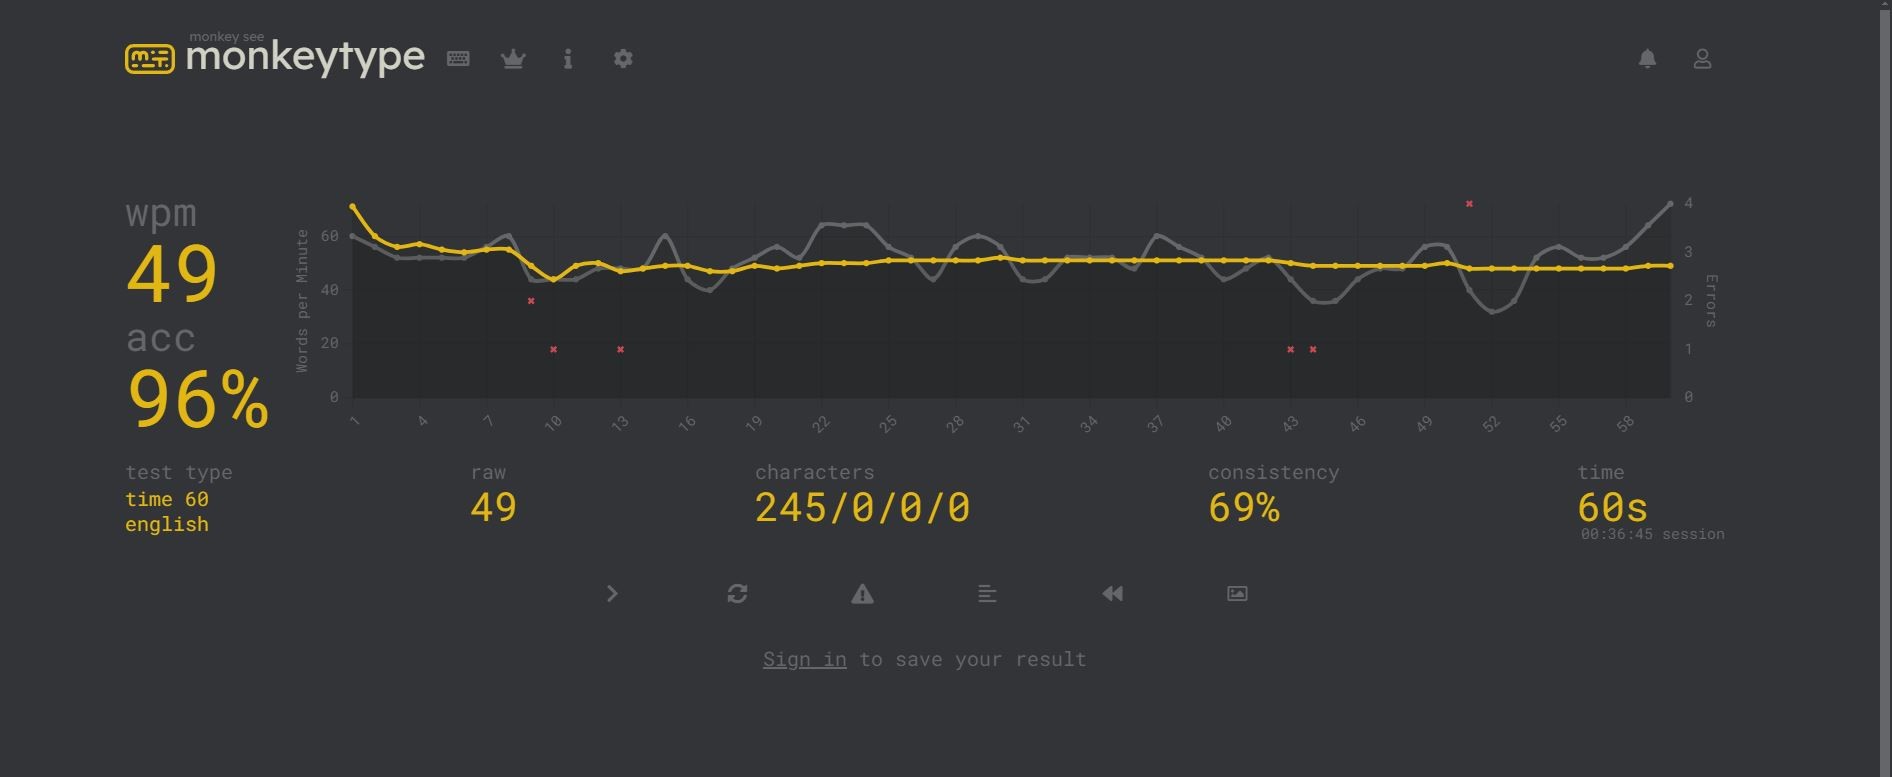 monkey see
monkeytype
wpm
49
acc
96%
Words per Minute
60
40
20
0
4
3
2
1
0
Errors
1 4 7 10 13 16 19 22 25 28 31 34 37 40 43 46 49 52 55 58
test type
time 60
english
raw
49
characters
245/0/0/0
consistency
69%
time
60s
00:36:45 session
Sign in to save your result